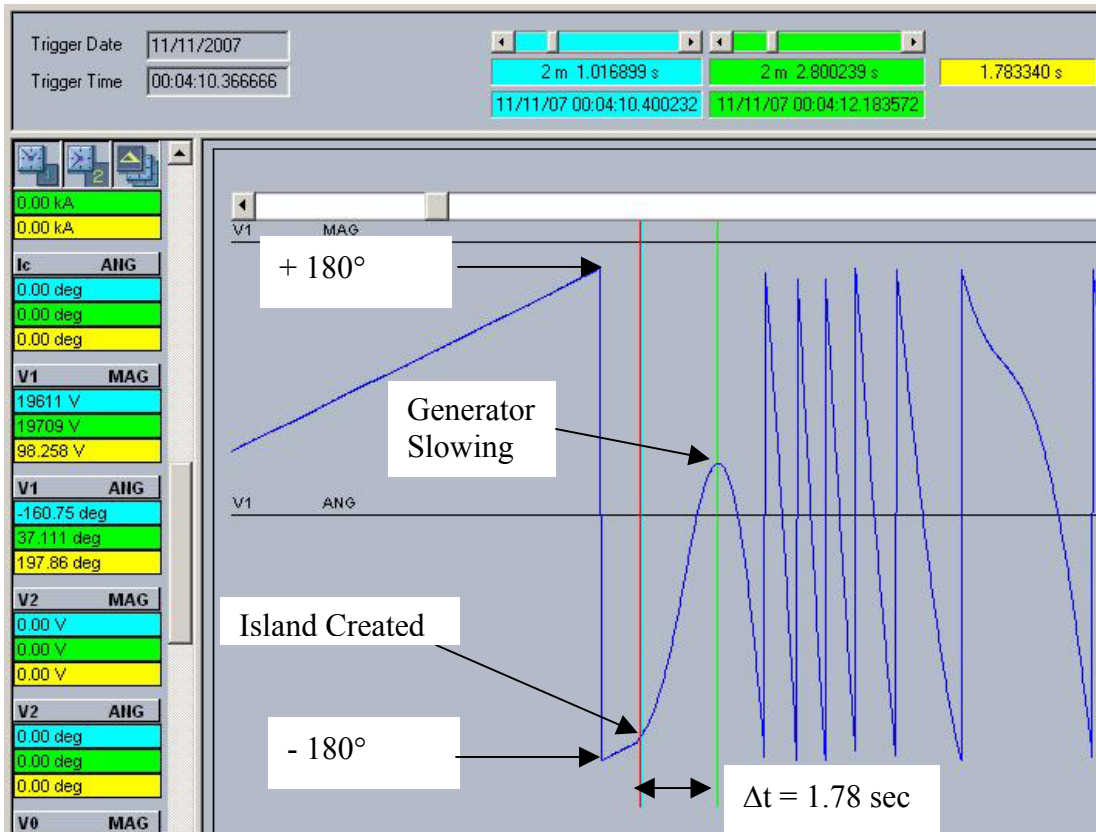 Trigger Date 11/11/2007
Trigger Time 00:04:10.366666
2 m 1.016899 s
2 m 2.800239 s
1.783340 s
11/11/07 00:04:10.400232
11/11/07 00:04:12.183572
1
2
0.00 kA
0.00 kA
Ic ANG
0.00 deg
0.00 deg
0.00 deg
V1 MAG
19611 V
19709 V
98.258 V
V1 ANG
-160.75 deg
37.111 deg
197.86 deg
V2 MAG
0.00 V
0.00 V
0.00 V
V2 ANG
0.00 deg
0.00 deg
0.00 deg
V0 MAG
V1 MAG
+ 180°
Generator
Slowing
V1 ANG
Island Created
- 180°
Δt = 1.78 sec